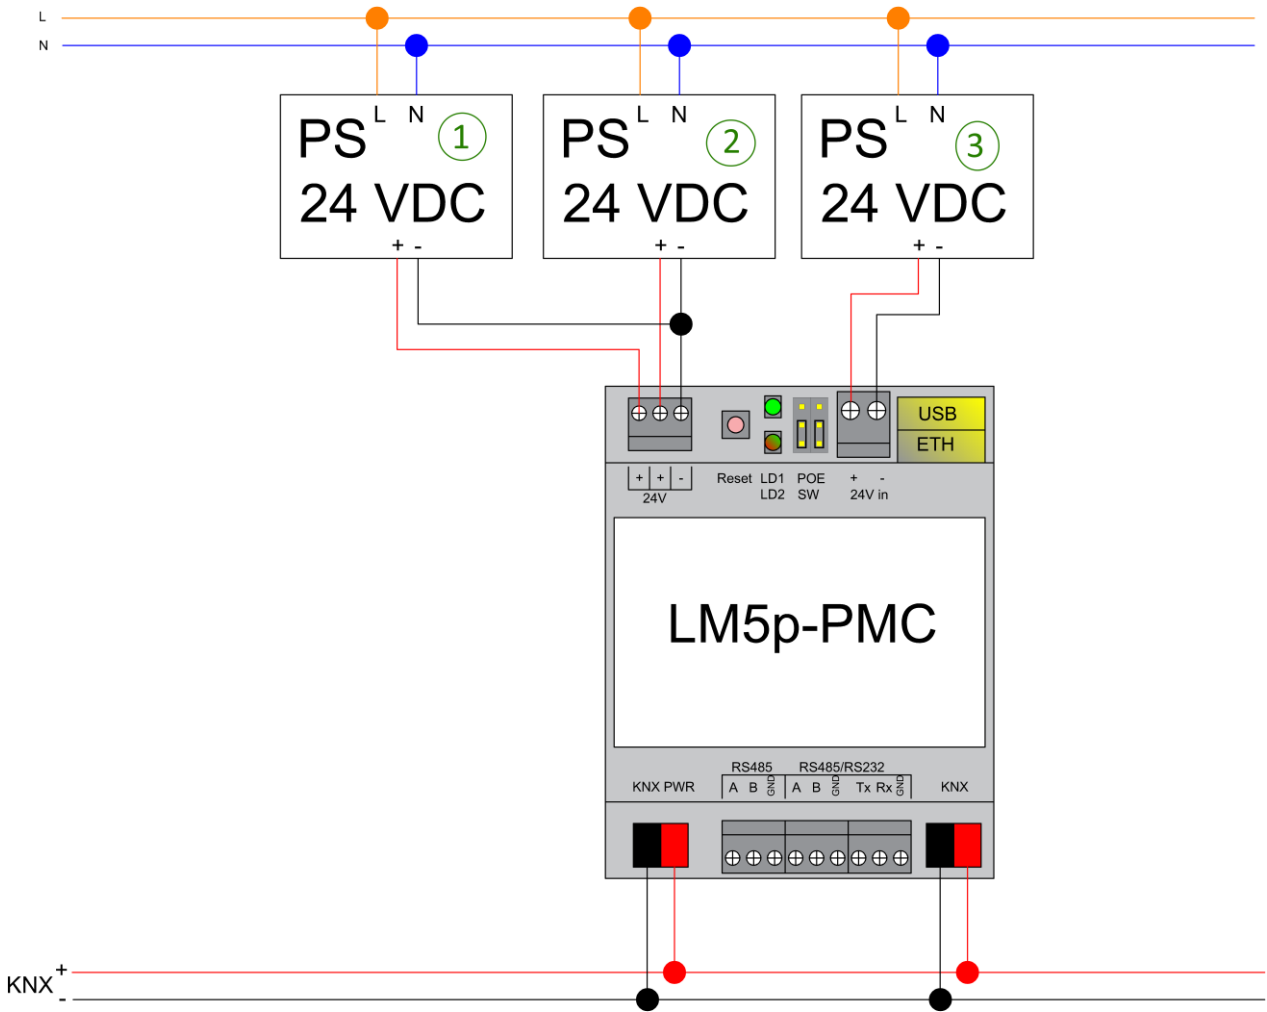 L
N
L N L N L N
PS 1 PS 2 PS 3
24 VDC 24 VDC 24 VDC
+ - + - + -
USB
ETH
+ + - Reset LD1 POE + -
24V LD2 SW 24V in
LM5p-PMC
RS485 RS485/RS232
KNX PWR A B GND A B GND Tx Rx GND KNX
KNX +
-